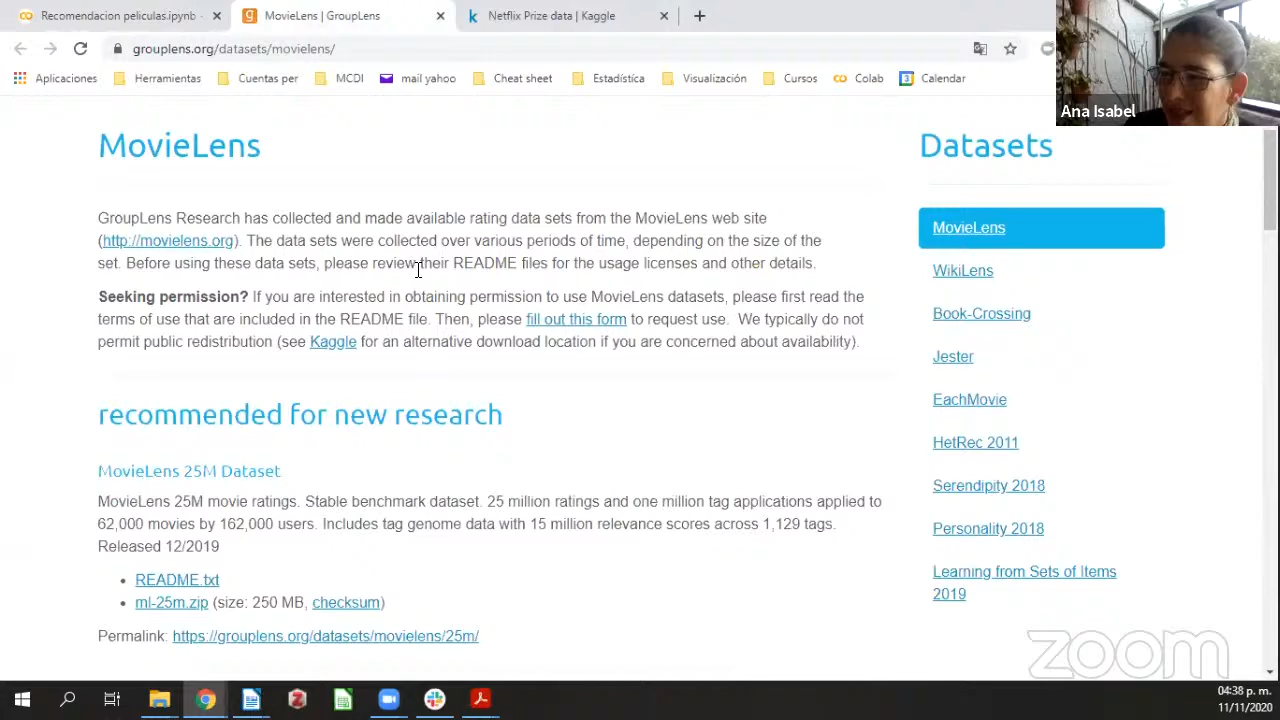 Recomendacion peliculas.ipynb
MovieLens | GroupLens
Netflix Prize data | Kaggle
grouplens.org/datasets/movielens/
Aplicaciones
Herramientas
Cuentas per
MCDI
mail yahoo
Cheat sheet
Estadística
Visualización
Cursos
Colab
Calendar
Ana Isabel
MovieLens
GroupLens Research has collected and made available rating data sets from the MovieLens web site
(http://movielens.org). The data sets were collected over various periods of time, depending on the size of the
set. Before using these data sets, please review their README files for the usage licenses and other details.
Seeking permission? If you are interested in obtaining permission to use MovieLens datasets, please first read the
terms of use that are included in the README file. Then, please fill out this form to request use. We typically do not
permit public redistribution (see Kaggle for an alternative download location if you are concerned about availability).
recommended for new research
MovieLens 25M Dataset
MovieLens 25M movie ratings. Stable benchmark dataset. 25 million ratings and one million tag applications applied to
62,000 movies by 162,000 users. Includes tag genome data with 15 million relevance scores across 1,129 tags.
Released 12/2019
• README.txt
• ml-25m.zip (size: 250 MB, checksum)
Permalink: https://grouplens.org/datasets/movielens/25m/
Datasets
MovieLens
WikiLens
Book-Crossing
Jester
EachMovie
HetRec 2011
Serendipity 2018
Personality 2018
Learning from Sets of Items
2019
zoom
04:38 p. m.
11/11/2020